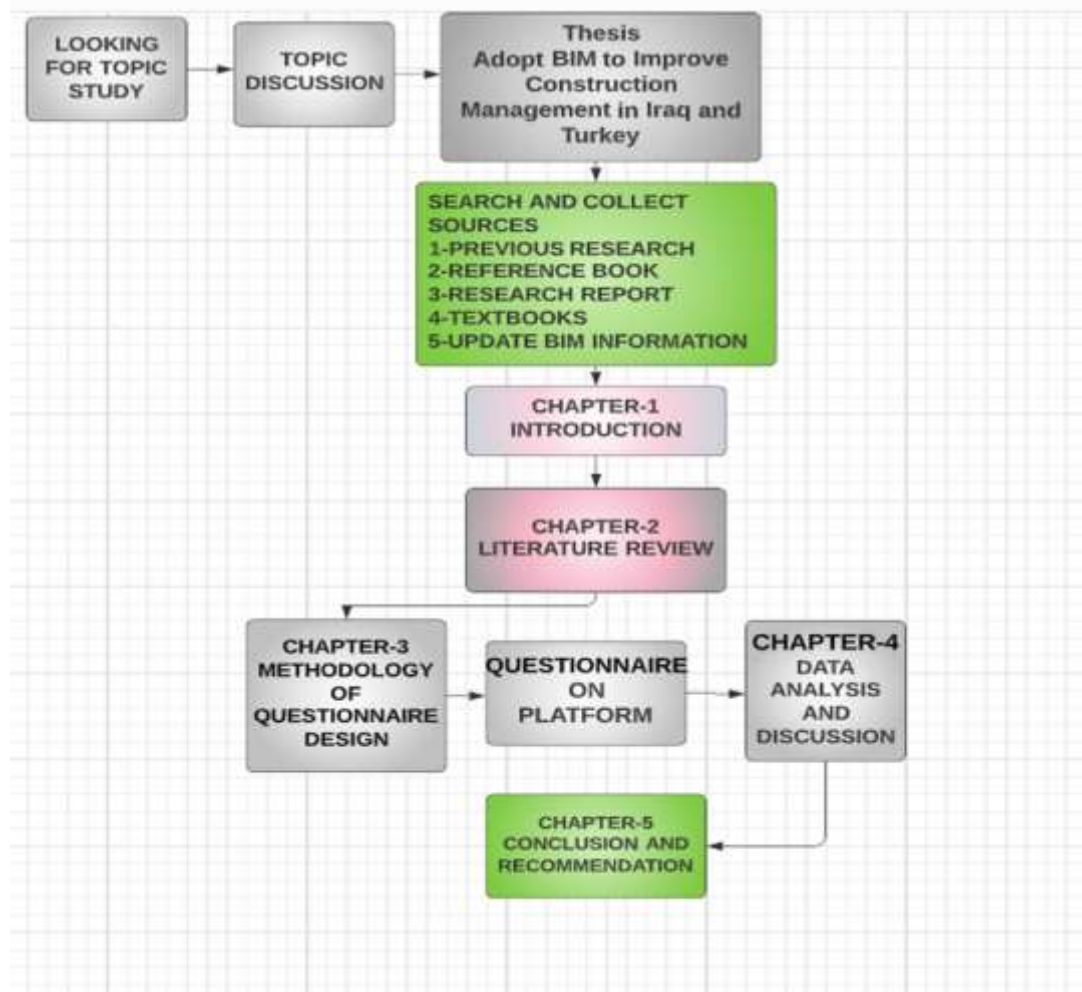 LOOKING
FOR TOPIC
STUDY
TOPIC
DISCUSSION
Thesis
Adopt BIM to Improve
Construction
Management in Iraq and
Turkey
SEARCH AND COLLECT
SOURCES
1-PREVIOUS RESEARCH
2-REFERENCE BOOK
3-RESEARCH REPORT
4-TEXTBOOKS
5-UPDATE BIM INFORMATION
CHAPTER-1
INTRODUCTION
CHAPTER-2
LITERATURE REVIEW
CHAPTER-3
METHODOLOGY
OF
QUESTIONNAIRE
DESIGN
QUESTIONNAIRE
ON
PLATFORM
CHAPTER-4
DATA
ANALYSIS
AND
DISCUSSION
CHAPTER-5
CONCLUSION AND
RECOMMENDATION